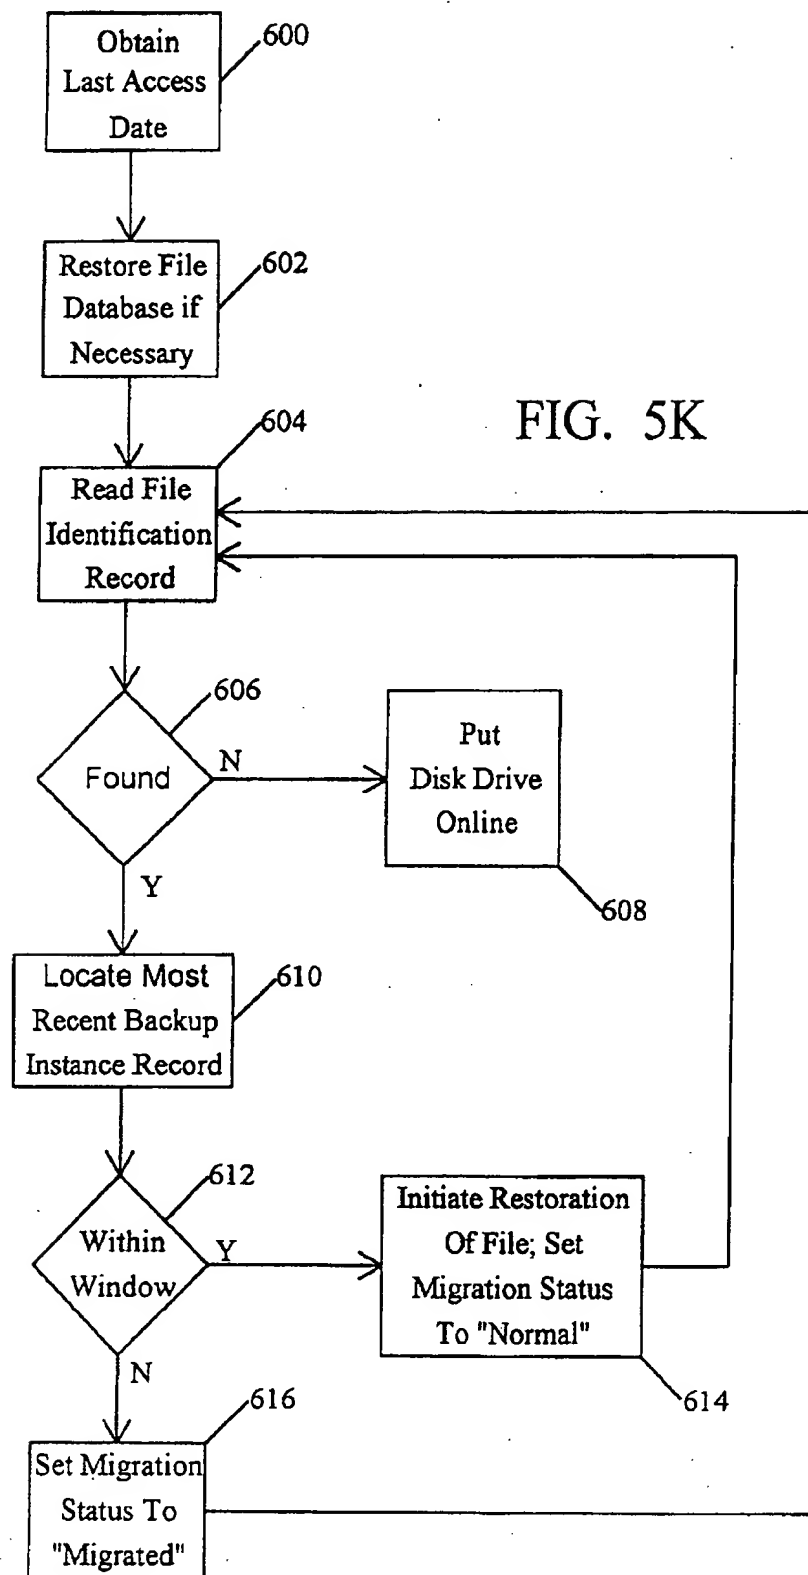 Obtain
Last Access
Date
600
Restore File
Database if
Necessary
602
FIG. 5K
604
Read File
Identification
Record
606
Found
N
Put
Disk Drive
Online
608
Y
Locate Most
Recent Backup
Instance Record
610
612
Within
Window
Y
Initiate Restoration
Of File; Set
Migration Status
To "Normal"
614
N
616
Set Migration
Status To
"Migrated"